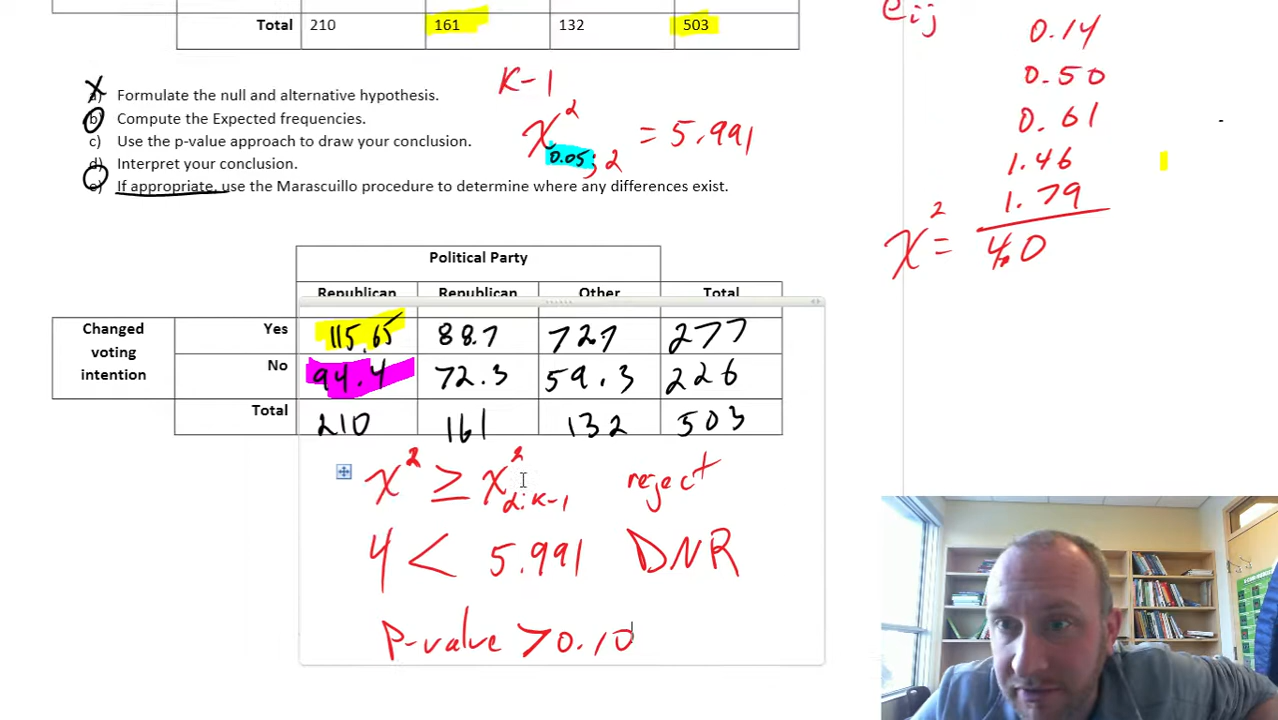 Total 210 161 132 503
a) Formulate the null and alternative hypothesis.
b) Compute the Expected frequencies.
c) Use the p-value approach to draw your conclusion.
d) Interpret your conclusion.
e) If appropriate, use the Marascuillo procedure to determine where any differences exist.
K-1
χ² 0.05; 2 = 5.991
eij
0.14
0.50
0.61
1.46
1.79
χ² = 4.0
Political Party
Republican Republican Other Total
Changed voting intention
Yes 115.65 88.7 72.7 277
No 94.4 72.3 59.3 226
Total 210 161 132 503
χ² ≥ χ² α; K-1 reject
4 < 5.991 DNR
P-value > 0.10